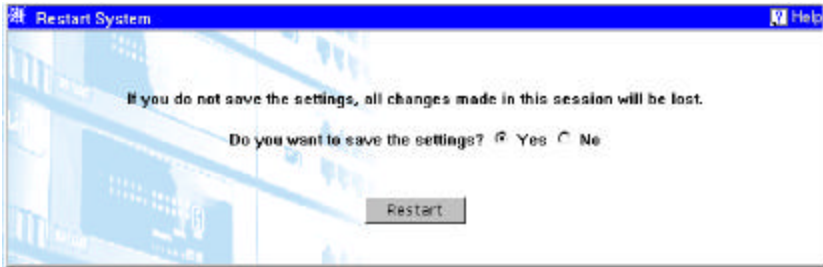 Restart System
Help
If you do not save the settings, all changes made in this session will be lost.
Do you want to save the settings? Yes No
Restart